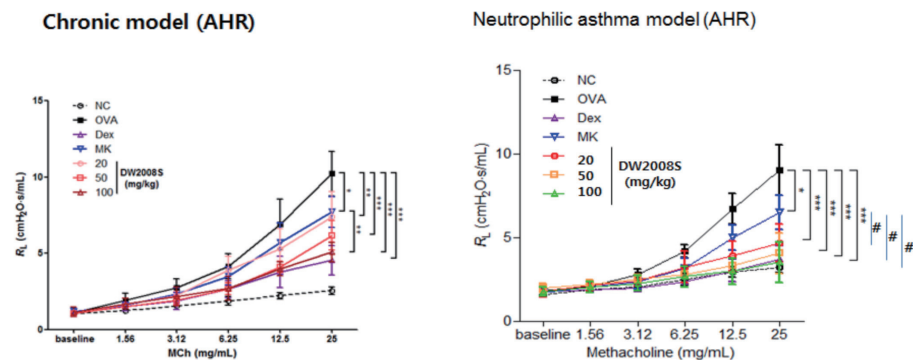 Chronic model (AHR)
15
10
5
0
RL (cmH2O·s/mL)
NC
OVA
Dex
MK
20
50
100
DW2008S
(mg/kg)
*
**
**
***
***
***
baseline 1.56 3.12 6.25 12.5 25
MCh (mg/mL)
Neutrophilic asthma model (AHR)
15
10
5
0
RL (cmH2O·s/mL)
NC
OVA
Dex
MK
20
50
100
DW2008S
(mg/kg)
*
***
***
***
***
#
#
#
baseline 1.56 3.12 6.25 12.5 25
Methacholine (mg/mL)